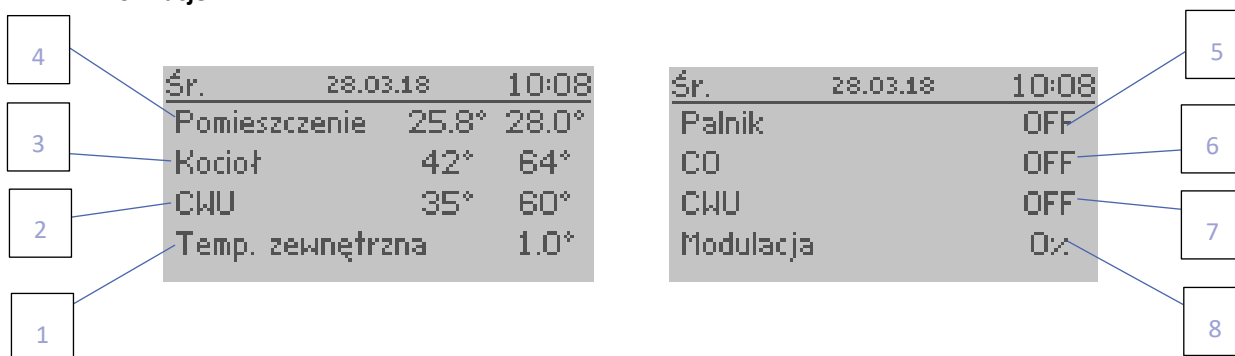 4
3
2
1
Śr. 28.03.18 10:08
Pomieszczenie 25.8° 28.0°
Kocioł 42° 64°
CWU 35° 60°
Temp. zewnętrzna 1.0°
Śr. 28.03.18 10:08
Palnik OFF
CO OFF
CWU OFF
Modulacja 0%
5
6
7
8